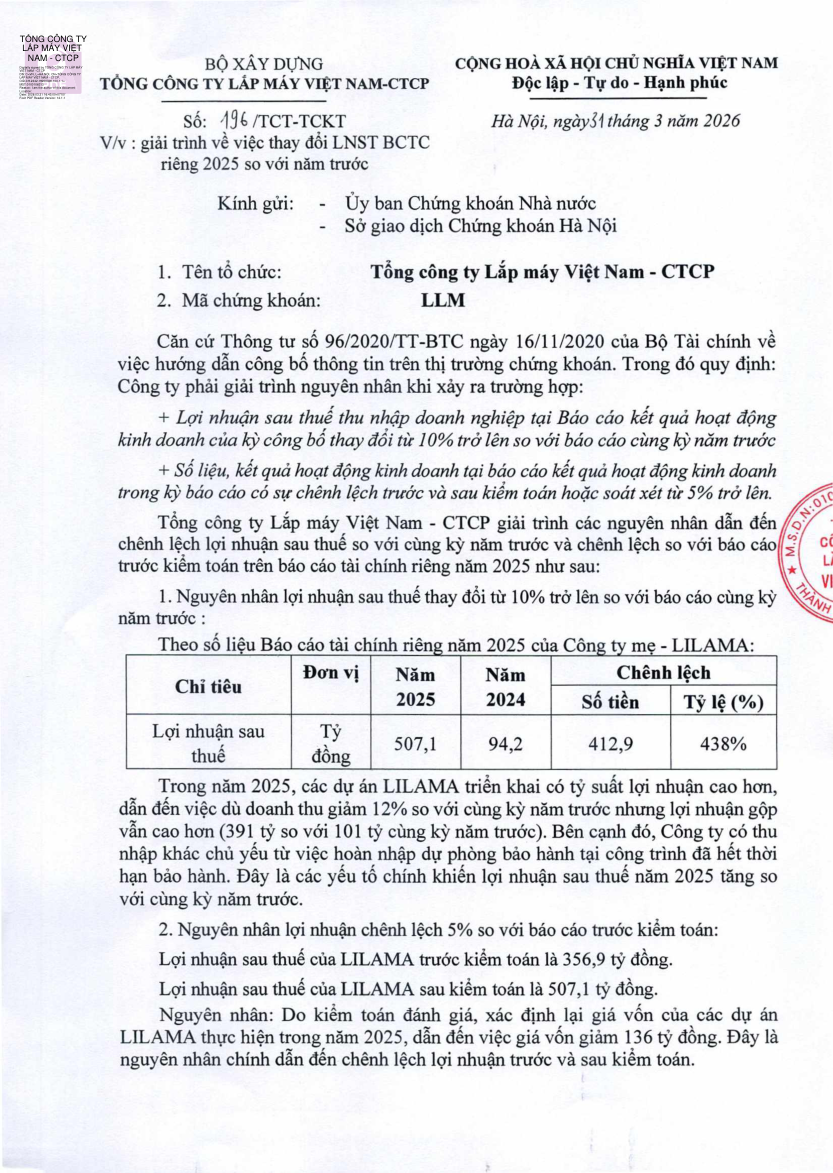 TỔNG CÔNG TY
LẮP MÁY VIỆT
NAM - CTCP
BỘ XÂY DỰNG
TỔNG CÔNG TY LẮP MÁY VIỆT NAM-CTCP
CỘNG HOÀ XÃ HỘI CHỦ NGHĨA VIỆT NAM
Độc lập - Tự do - Hạnh phúc
Số: 196/TCT-TCKT
Hà Nội, ngày 31 tháng 3 năm 2026
V/v : giải trình về việc thay đổi LNST BCTC
riêng 2025 so với năm trước
Kính gửi: - Ủy ban Chứng khoán Nhà nước
- Sở giao dịch Chứng khoán Hà Nội
1. Tên tổ chức: Tổng công ty Lắp máy Việt Nam - CTCP
2. Mã chứng khoán: LLM
Căn cứ Thông tư số 96/2020/TT-BTC ngày 16/11/2020 của Bộ Tài chính về
việc hướng dẫn công bố thông tin trên thị trường chứng khoán. Trong đó quy định:
Công ty phải giải trình nguyên nhân khi xảy ra trường hợp:
+ Lợi nhuận sau thuế thu nhập doanh nghiệp tại Báo cáo kết quả hoạt động
kinh doanh của kỳ công bố thay đổi từ 10% trở lên so với báo cáo cùng kỳ năm trước
+ Số liệu, kết quả hoạt động kinh doanh tại báo cáo kết quả hoạt động kinh doanh
trong kỳ báo cáo có sự chênh lệch trước và sau kiểm toán hoặc soát xét từ 5% trở lên.
Tổng công ty Lắp máy Việt Nam - CTCP giải trình các nguyên nhân dẫn đến
chênh lệch lợi nhuận sau thuế so với cùng kỳ năm trước và chênh lệch so với báo cáo
trước kiểm toán trên báo cáo tài chính riêng năm 2025 như sau:
1. Nguyên nhân lợi nhuận sau thuế thay đổi từ 10% trở lên so với báo cáo cùng kỳ
năm trước :
Theo số liệu Báo cáo tài chính riêng năm 2025 của Công ty mẹ - LILAMA:
Chỉ tiêu
Đơn vị
Năm
2025
Năm
2024
Chênh lệch
Số tiền
Tỷ lệ (%)
Lợi nhuận sau
thuế
Tỷ
đồng
507,1
94,2
412,9
438%
Trong năm 2025, các dự án LILAMA triển khai có tỷ suất lợi nhuận cao hơn,
dẫn đến việc dù doanh thu giảm 12% so với cùng kỳ năm trước nhưng lợi nhuận gộp
vẫn cao hơn (391 tỷ so với 101 tỷ cùng kỳ năm trước). Bên cạnh đó, Công ty có thu
nhập khác chủ yếu từ việc hoàn nhập dự phòng bảo hành tại công trình đã hết thời
hạn bảo hành. Đây là các yếu tố chính khiến lợi nhuận sau thuế năm 2025 tăng so
với cùng kỳ năm trước.
2. Nguyên nhân lợi nhuận chênh lệch 5% so với báo cáo trước kiểm toán:
Lợi nhuận sau thuế của LILAMA trước kiểm toán là 356,9 tỷ đồng.
Lợi nhuận sau thuế của LILAMA sau kiểm toán là 507,1 tỷ đồng.
Nguyên nhân: Do kiểm toán đánh giá, xác định lại giá vốn của các dự án
LILAMA thực hiện trong năm 2025, dẫn đến việc giá vốn giảm 136 tỷ đồng. Đây là
nguyên nhân chính dẫn đến chênh lệch lợi nhuận trước và sau kiểm toán.